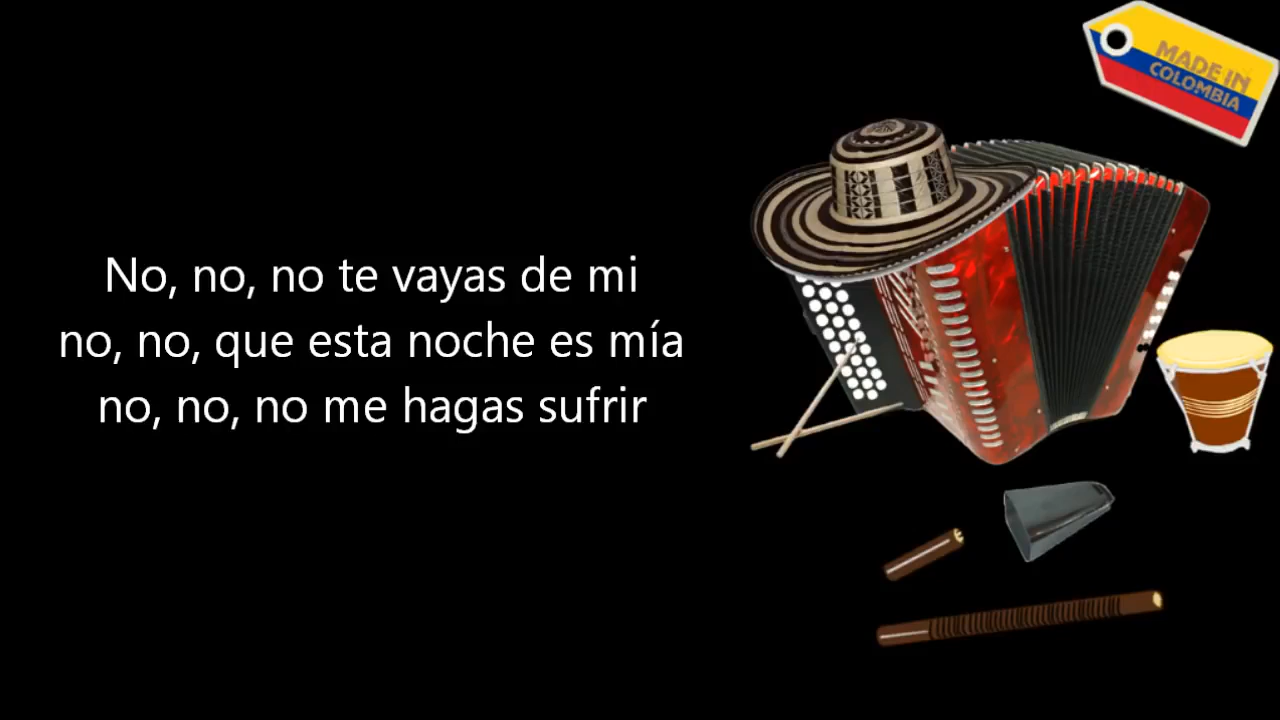 MADE IN
COLOMBIA
No, no, no te vayas de mi
no, no, que esta noche es mía
no, no, no me hagas sufrir